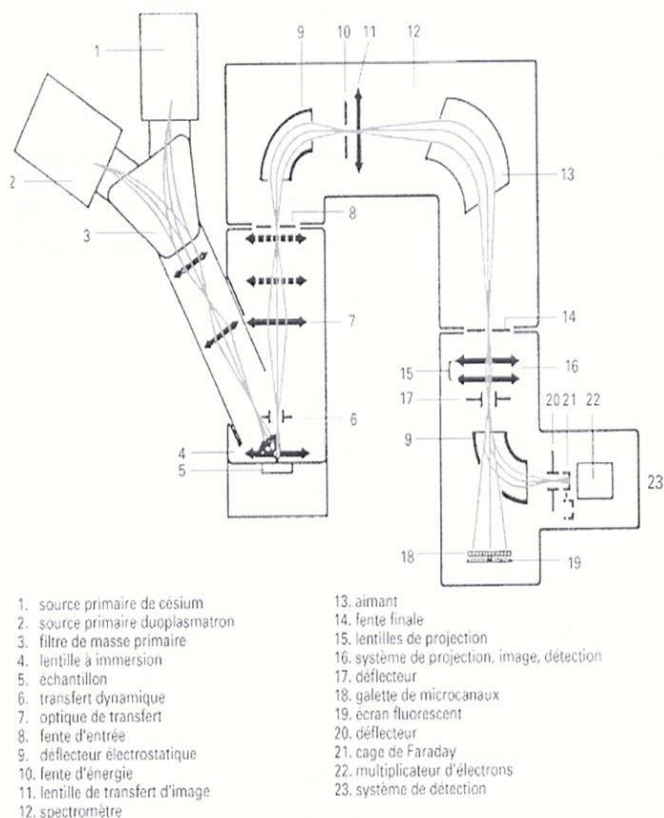 9
10
11
12
1
2
3
13
8
7
14
16
15
17
6
20
21
22
4
5
9
23
18
19
1. source primaire de césium
2. source primaire duoplasmatron
3. filtre de masse primaire
4. lentille à immersion
5. échantillon
6. transfert dynamique
7. optique de transfert
8. fente d'entrée
9. déflecteur électrostatique
10. fente d'énergie
11. lentille de transfert d'image
12. spectromètre
13. aimant
14. fente finale
15. lentilles de projection
16. système de projection, image, détection
17. déflecteur
18. galette de microcanaux
19. écran fluorescent
20. déflecteur
21. cage de Faraday
22. multiplicateur d'électrons
23. système de détection